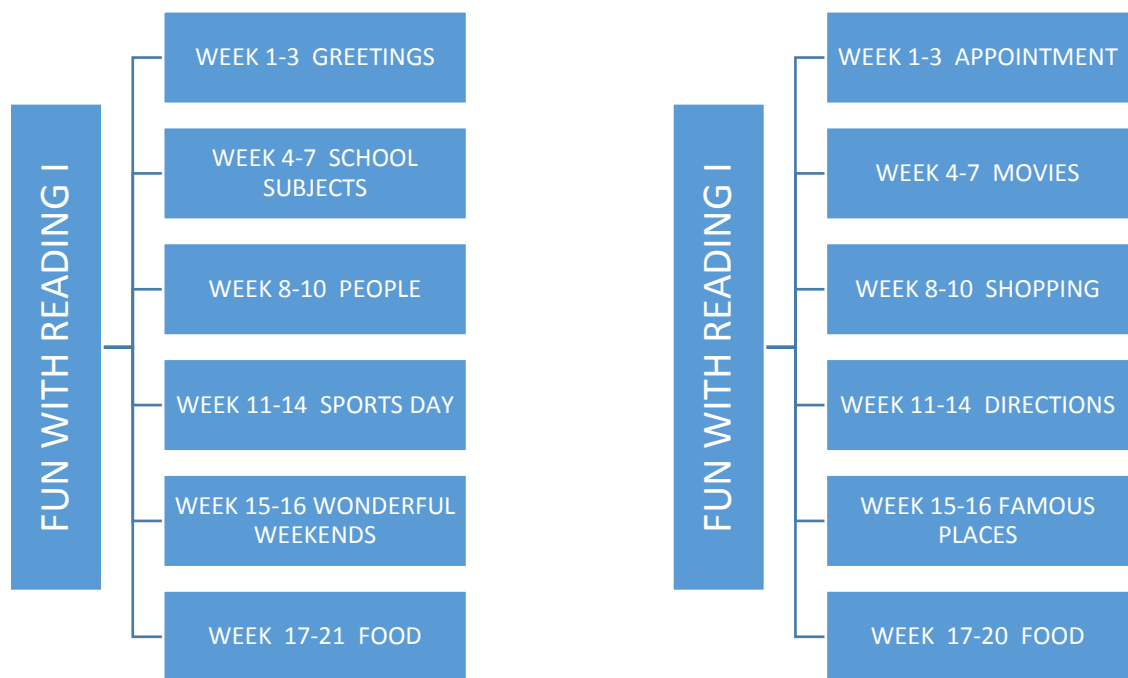 FUN WITH READING I
WEEK 1-3  GREETINGS
WEEK 4-7  SCHOOL
SUBJECTS
WEEK 8-10  PEOPLE
WEEK 11-14  SPORTS DAY
WEEK 15-16 WONDERFUL
WEEKENDS
WEEK  17-21  FOOD
FUN WITH READING I
WEEK 1-3  APPOINTMENT
WEEK 4-7  MOVIES
WEEK 8-10  SHOPPING
WEEK 11-14  DIRECTIONS
WEEK 15-16 FAMOUS
PLACES
WEEK  17-20  FOOD